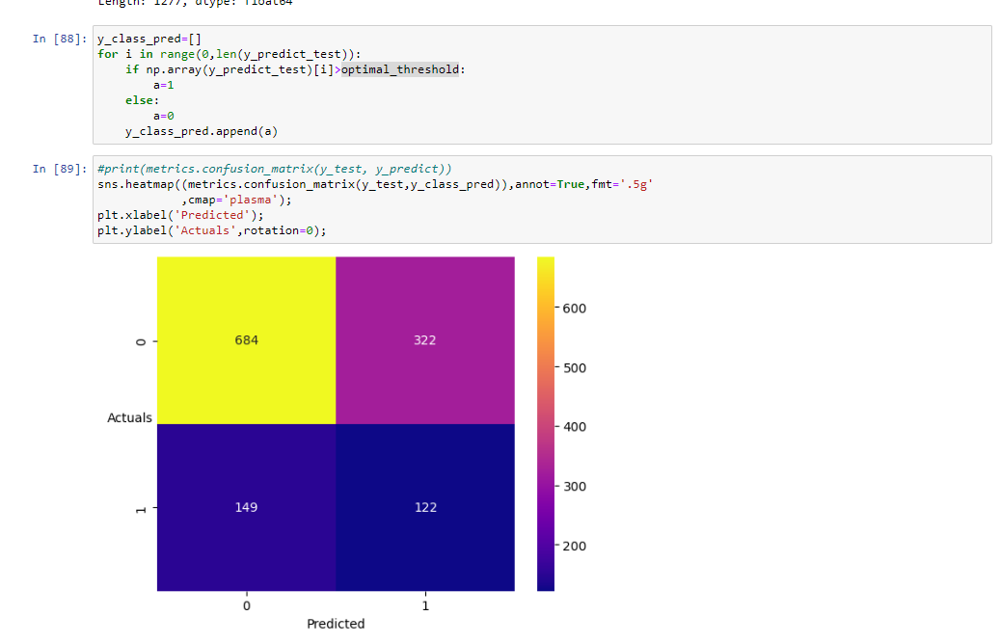 Length: 1277, dtype: float64
In [88]: y_class_pred=[]
for i in range(0,len(y_predict_test)):
    if np.array(y_predict_test)[i]>optimal_threshold:
        a=1
    else:
        a=0
    y_class_pred.append(a)
In [89]: #print(metrics.confusion_matrix(y_test, y_predict))
sns.heatmap((metrics.confusion_matrix(y_test,y_class_pred)),annot=True,fmt='.5g'
            ,cmap='plasma');
plt.xlabel('Predicted');
plt.ylabel('Actuals',rotation=0);
600
0 684 322
500
Actuals
400
300
1 149 122
200
0 1
Predicted